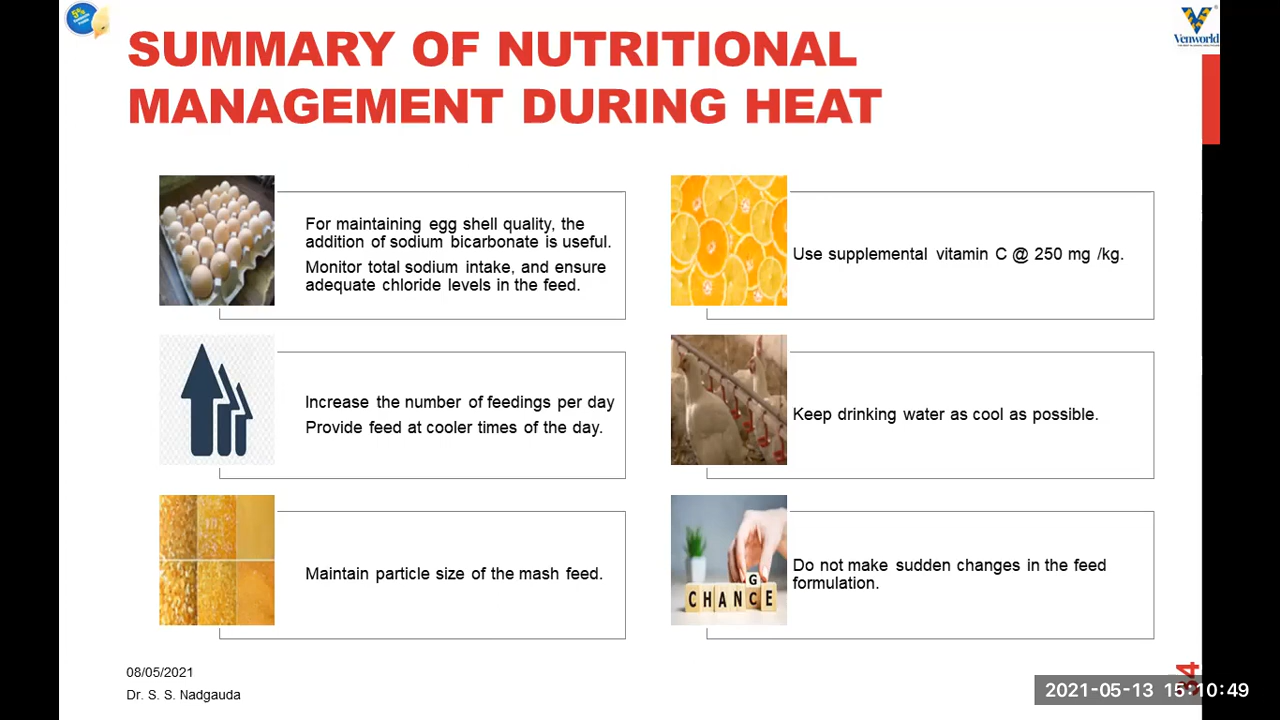 5%
Venworld
SUMMARY OF NUTRITIONAL
MANAGEMENT DURING HEAT
For maintaining egg shell quality, the
addition of sodium bicarbonate is useful.
Monitor total sodium intake, and ensure
adequate chloride levels in the feed.
Use supplemental vitamin C @ 250 mg /kg.
Increase the number of feedings per day
Provide feed at cooler times of the day.
Keep drinking water as cool as possible.
Maintain particle size of the mash feed.
Do not make sudden changes in the feed
formulation.
G
CHANCE
08/05/2021
Dr. S. S. Nadgauda
34
2021-05-13 15:10:49